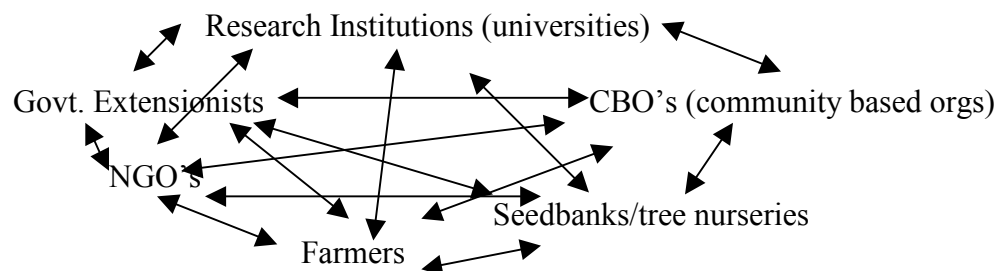 Research Institutions (universities)
Govt. Extensionists
CBO's (community based orgs)
NGO's
Seedbanks/tree nurseries
Farmers